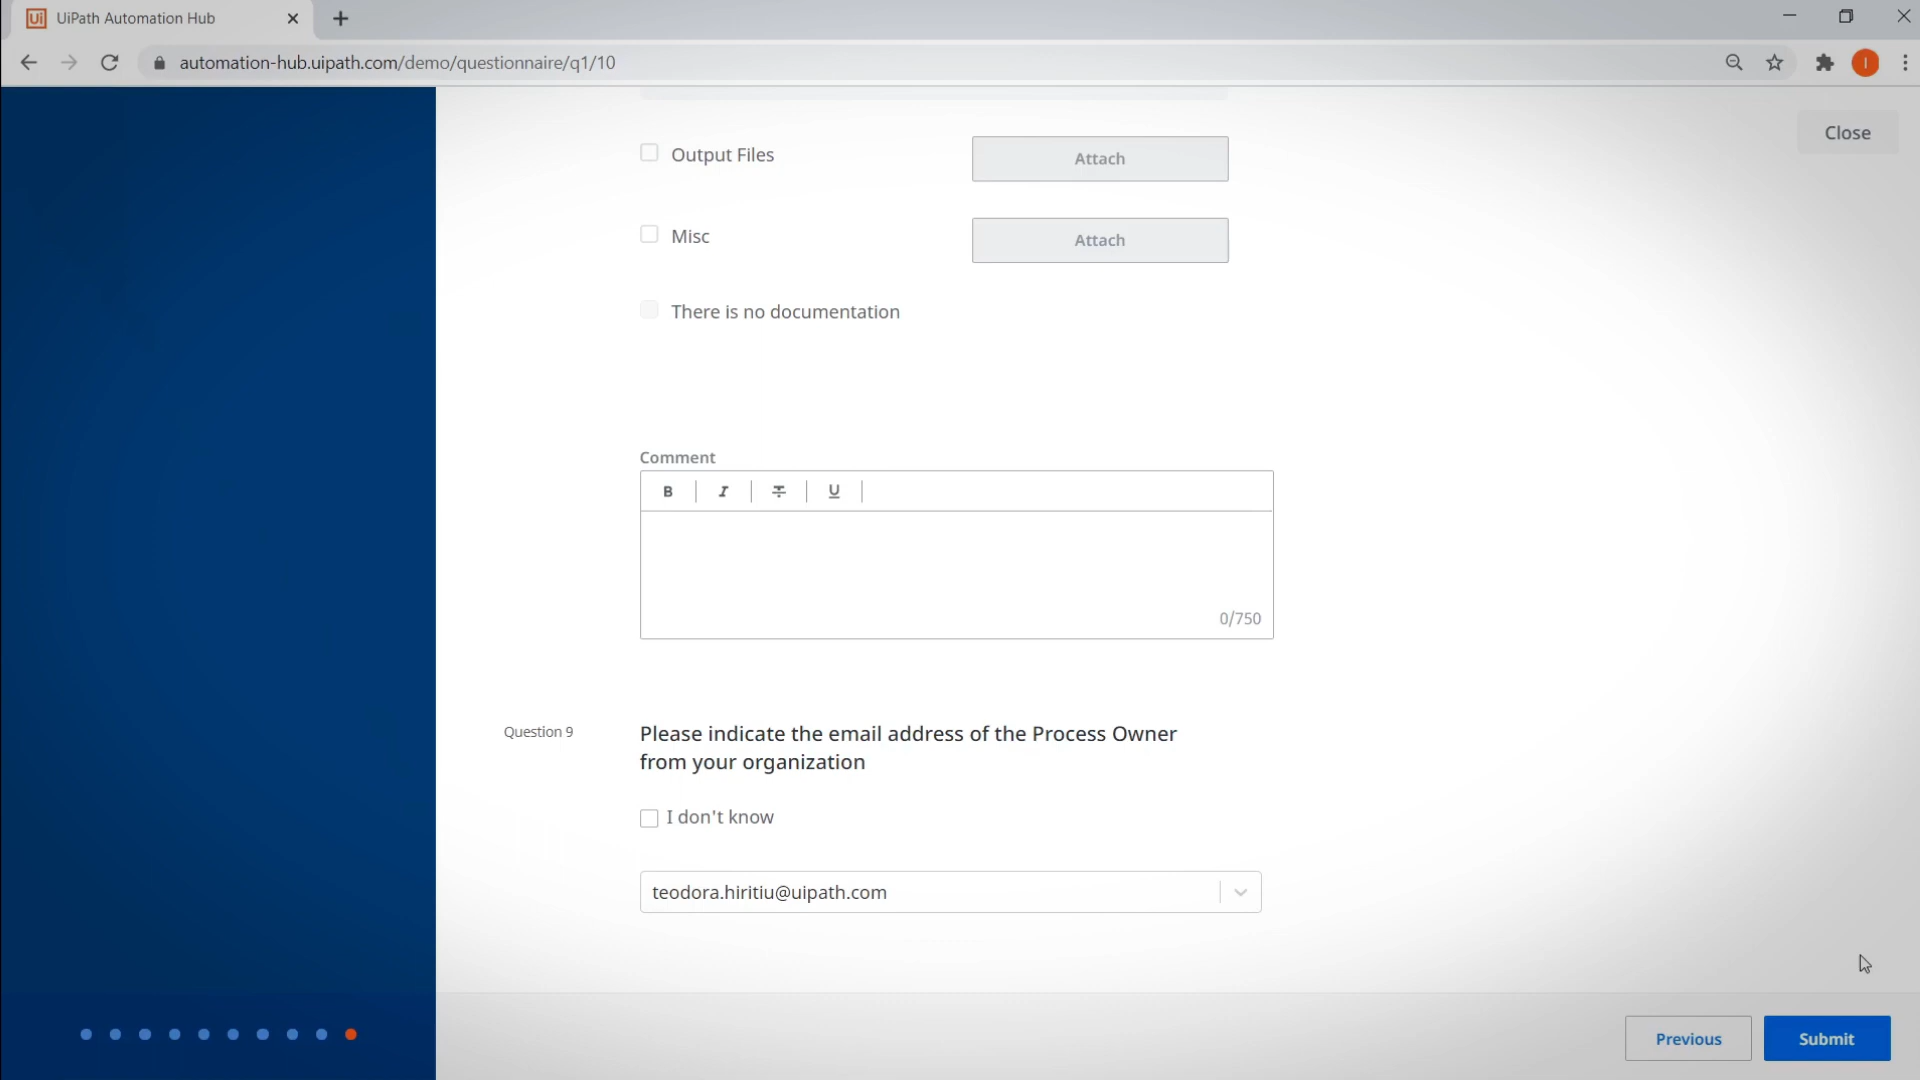 UiPath Automation Hub
automation-hub.uipath.com/demo/questionnaire/q1/10
I
Close
Output Files
Attach
Misc
Attach
There is no documentation
Comment
B I T U
0/750
Question 9
Please indicate the email address of the Process Owner
from your organization
I don't know
teodora.hiritiu@uipath.com
Previous
Submit